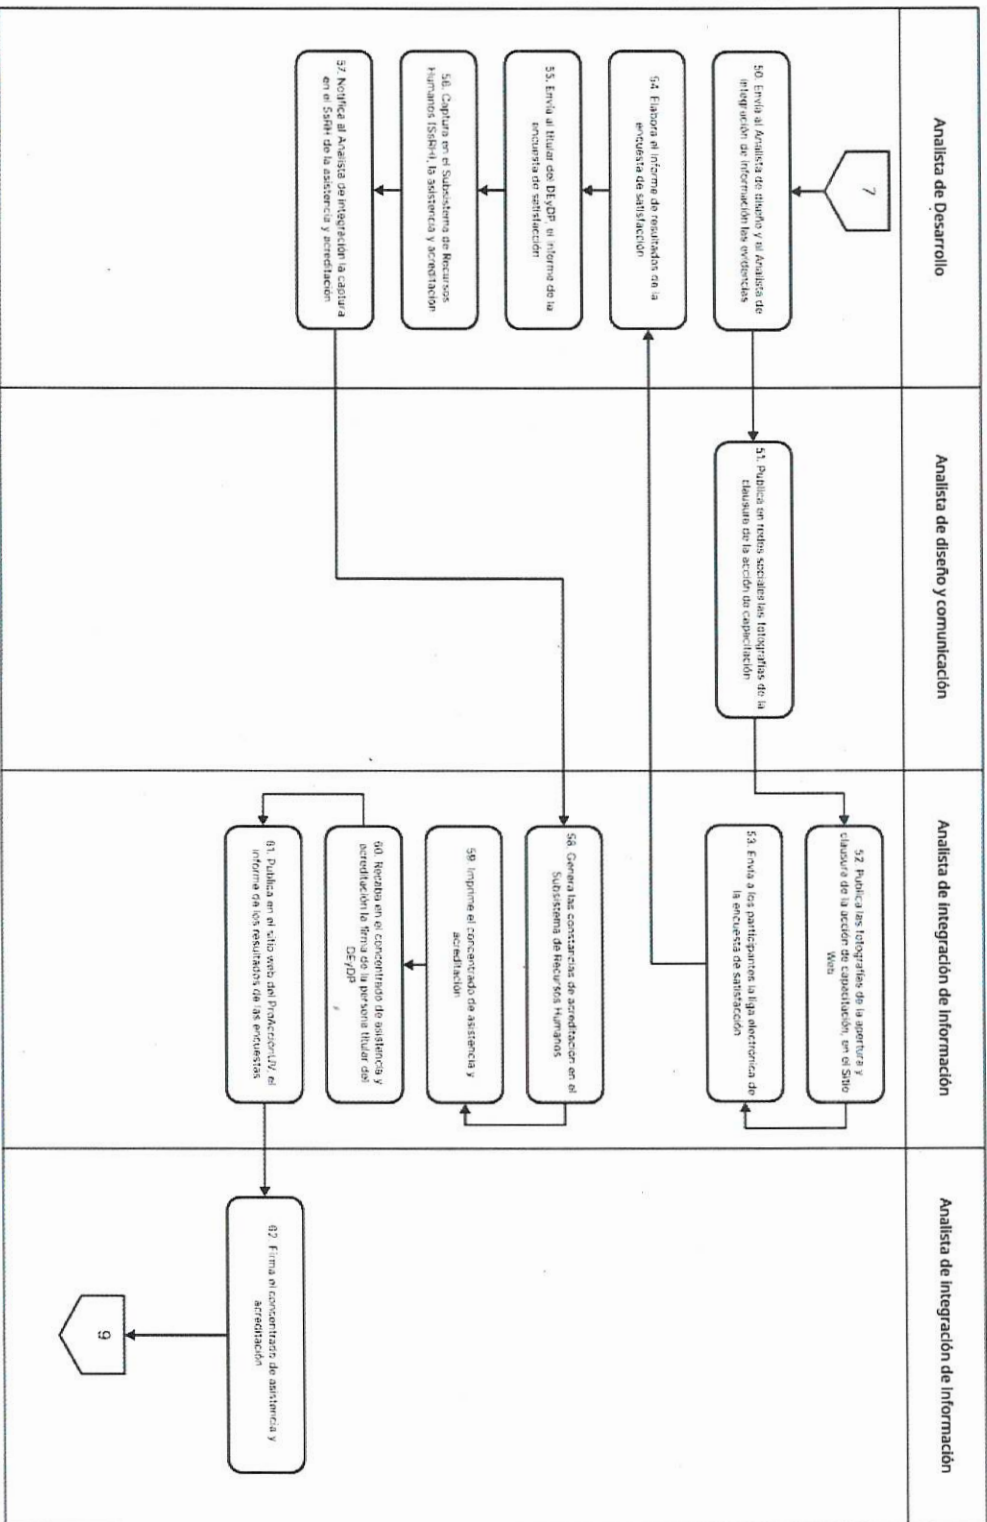 Analista de Desarrollo
Analista de diseño y comunicación
Analista de integración de información
Analista de integración de información
7
50. Envía al Analista de diseño y al Analista de
integración de información las evidencias
51. Publica en redes sociales las fotografías de la
clausura de la acción de capacitación
52. Publica las fotografías de la apertura y
clausura de la acción de capacitación, en el Sitio
Web
53. Envía a los participantes la liga electrónica de
la encuesta de satisfacción
54. Elabora el informe de resultados de la
encuesta de satisfacción
55. Envía al titular del DEyDP, el informe de la
encuesta de satisfacción
56. Captura en el Subsistema de Recursos
Humanos (SsRH), la asistencia y acreditación
57. Notifica al Analista de integración la captura
en el SsRH de la asistencia y acreditación
58. Genera las constancias de acreditación en el
Subsistema de Recursos Humanos
59. Imprime el concentrado de asistencia y
acreditación
60. Recaba en el concentrado de asistencia y
acreditación la firma de la persona titular del
DEyDP
61. Publica en el sitio web del ProAcciónUV, el
informe de los resultados de las encuestas
62. Firma el concentrado de asistencia y
acreditación
9